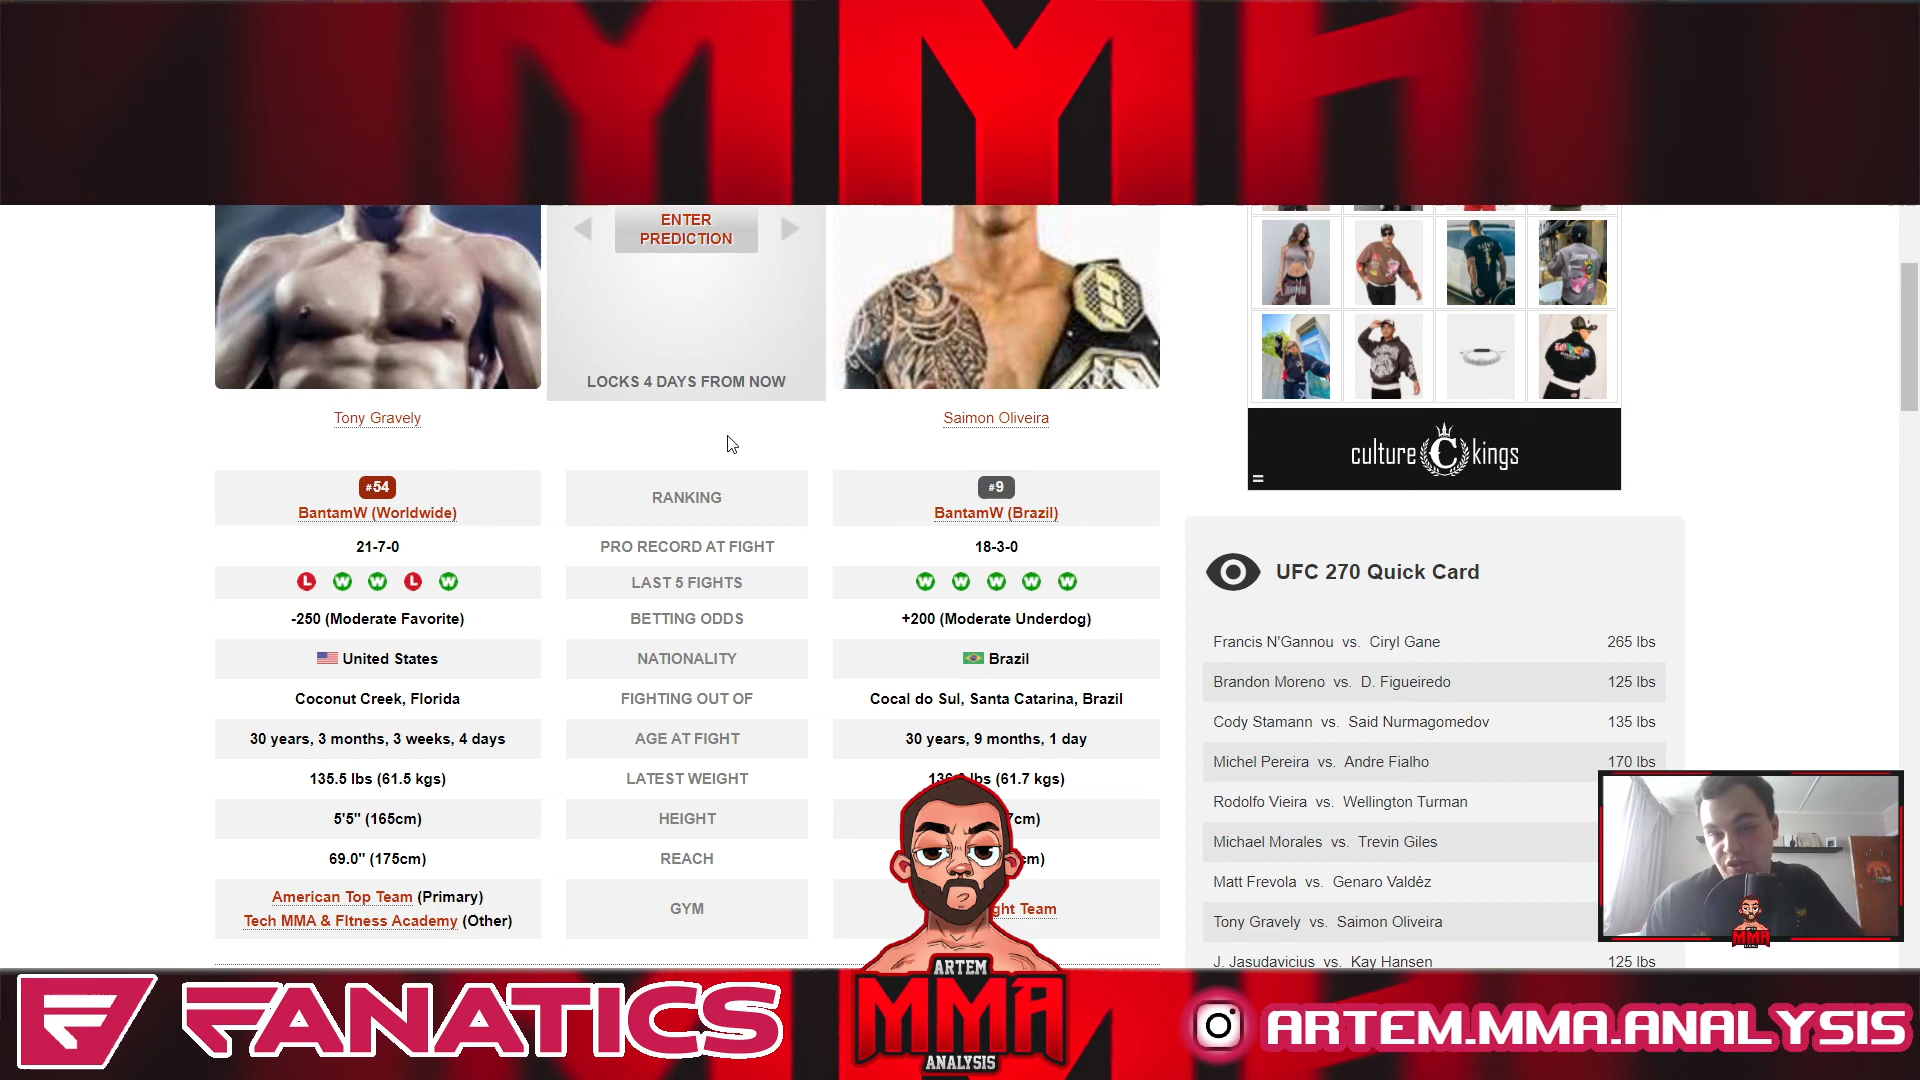 MMA
ENTER
PREDICTION
LOCKS 4 DAYS FROM NOW
Tony Gravely
Saimon Oliveira
#54
BantamW (Worldwide)
RANKING
#9
BantamW (Brazil)
21-7-0
PRO RECORD AT FIGHT
18-3-0
L W W L W
LAST 5 FIGHTS
W W W W W
-250 (Moderate Favorite)
BETTING ODDS
+200 (Moderate Underdog)
United States
NATIONALITY
Brazil
Coconut Creek, Florida
FIGHTING OUT OF
Cocal do Sul, Santa Catarina, Brazil
30 years, 3 months, 3 weeks, 4 days
AGE AT FIGHT
30 years, 9 months, 1 day
135.5 lbs (61.5 kgs)
LATEST WEIGHT
lbs (61.7 kgs)
5'5" (165cm)
HEIGHT
69.0" (175cm)
REACH
American Top Team (Primary)
Tech MMA & FItness Academy (Other)
GYM
Team
culture C kings
UFC 270 Quick Card
Francis N'Gannou vs. Ciryl Gane 265 lbs
Brandon Moreno vs. D. Figueiredo 125 lbs
Cody Stamann vs. Said Nurmagomedov 135 lbs
Michel Pereira vs. Andre Fialho 170 lbs
Rodolfo Vieira vs. Wellington Turman
Michael Morales vs. Trevin Giles
Matt Frevola vs. Genaro Valdéz
Tony Gravely vs. Saimon Oliveira
J. Jasudavicius vs. Kay Hansen 125 lbs
MMA
FANATICS
ARTEM
MMA
ANALYSIS
ARTEM.MMA.ANALYSIS